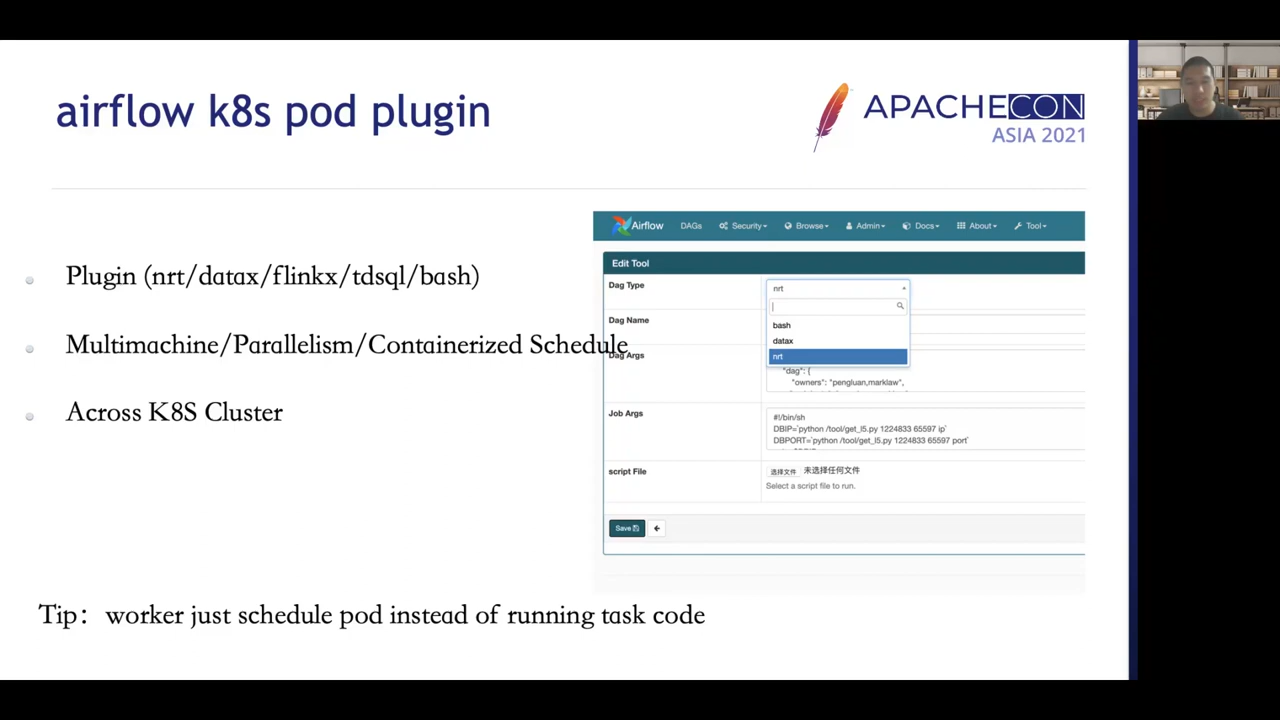 airflow k8s pod plugin
APACHECON
ASIA 2021
Plugin (nrt/datax/flinkx/tdsql/bash)
Multimachine/Parallelism/Containerized Schedule
Across K8S Cluster
Airflow DAGs Security Browse Admin Docs About Tool
Edit Tool
Dag Type
nrt
bash
datax
nrt
Dag Name
Dag Args
"dag": {
"owners": "pengluan,marklaw",
Job Args
#!/bin/sh
DBIP=`python /tool/get_l5.py 1224833 65597 ip`
DBPORT=`python /tool/get_l5.py 1224833 65597 port`
script File
选择文件 未选择任何文件
Select a script file to run.
Save
Tip：worker just schedule pod instead of running task code